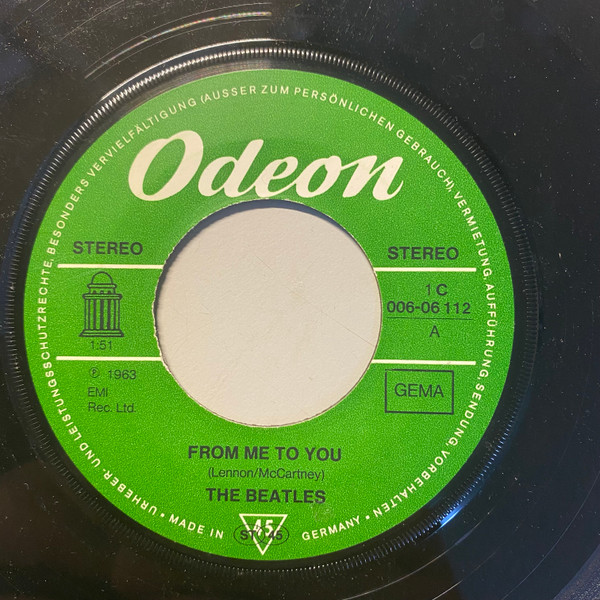 URHEBER- UND LEISTUNGSSCHUTZRECHTE, BESONDERS VERVIELFÄLTIGUNG (AUSSER ZUM PERSÖNLICHEN GEBRAUCH), VERMIETUNG, AUFFÜHRUNG, SENDUNG, VORBEHALTEN
Odeon
STEREO
STEREO
1:51
1 C
006-06 112
A
℗ 1963
EMI
Rec. Ltd.
GEMA
FROM ME TO YOU
(Lennon/McCartney)
THE BEATLES
• MADE IN GERMANY •
45
ST 45